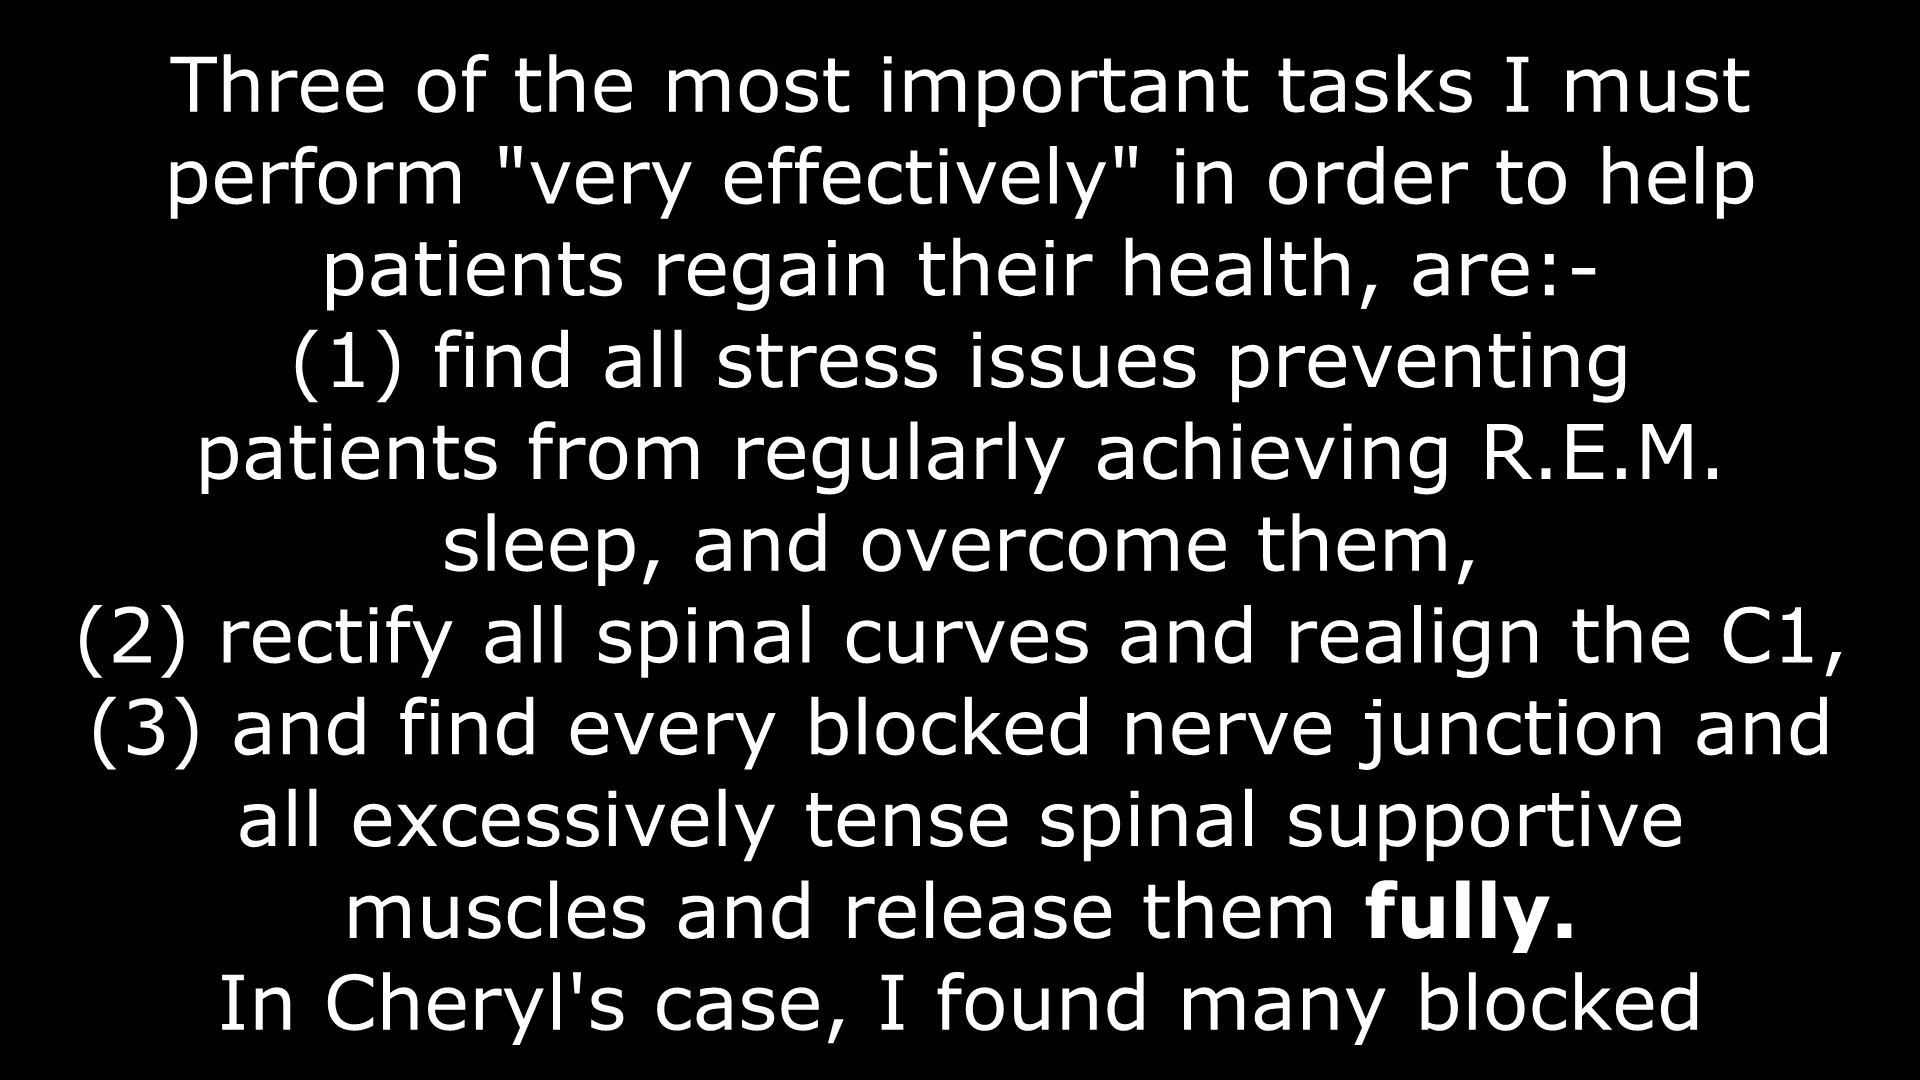 Three of the most important tasks I must
perform "very effectively" in order to help
patients regain their health, are:-
(1) find all stress issues preventing
patients from regularly achieving R.E.M.
sleep, and overcome them,
(2) rectify all spinal curves and realign the C1,
(3) and find every blocked nerve junction and
all excessively tense spinal supportive
muscles and release them fully.
In Cheryl's case, I found many blocked